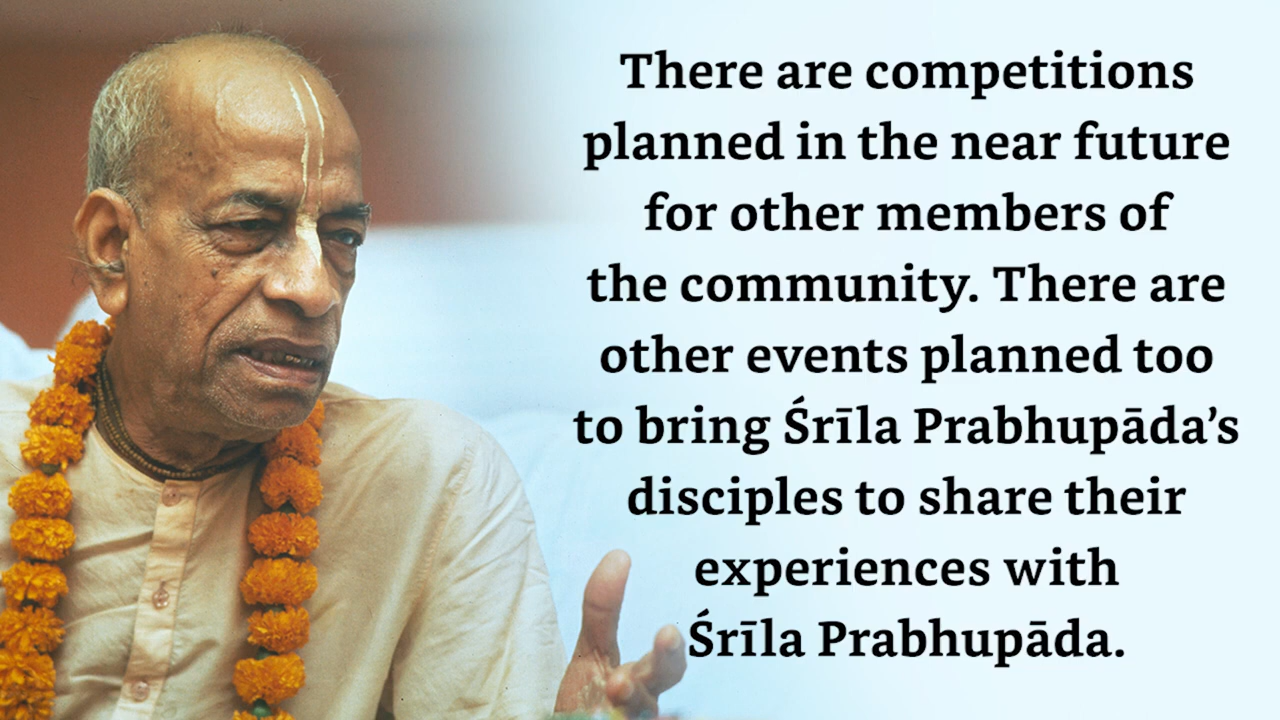 There are competitions
planned in the near future
for other members of
the community. There are
other events planned too
to bring Śrīla Prabhupāda’s
disciples to share their
experiences with
Śrīla Prabhupāda.